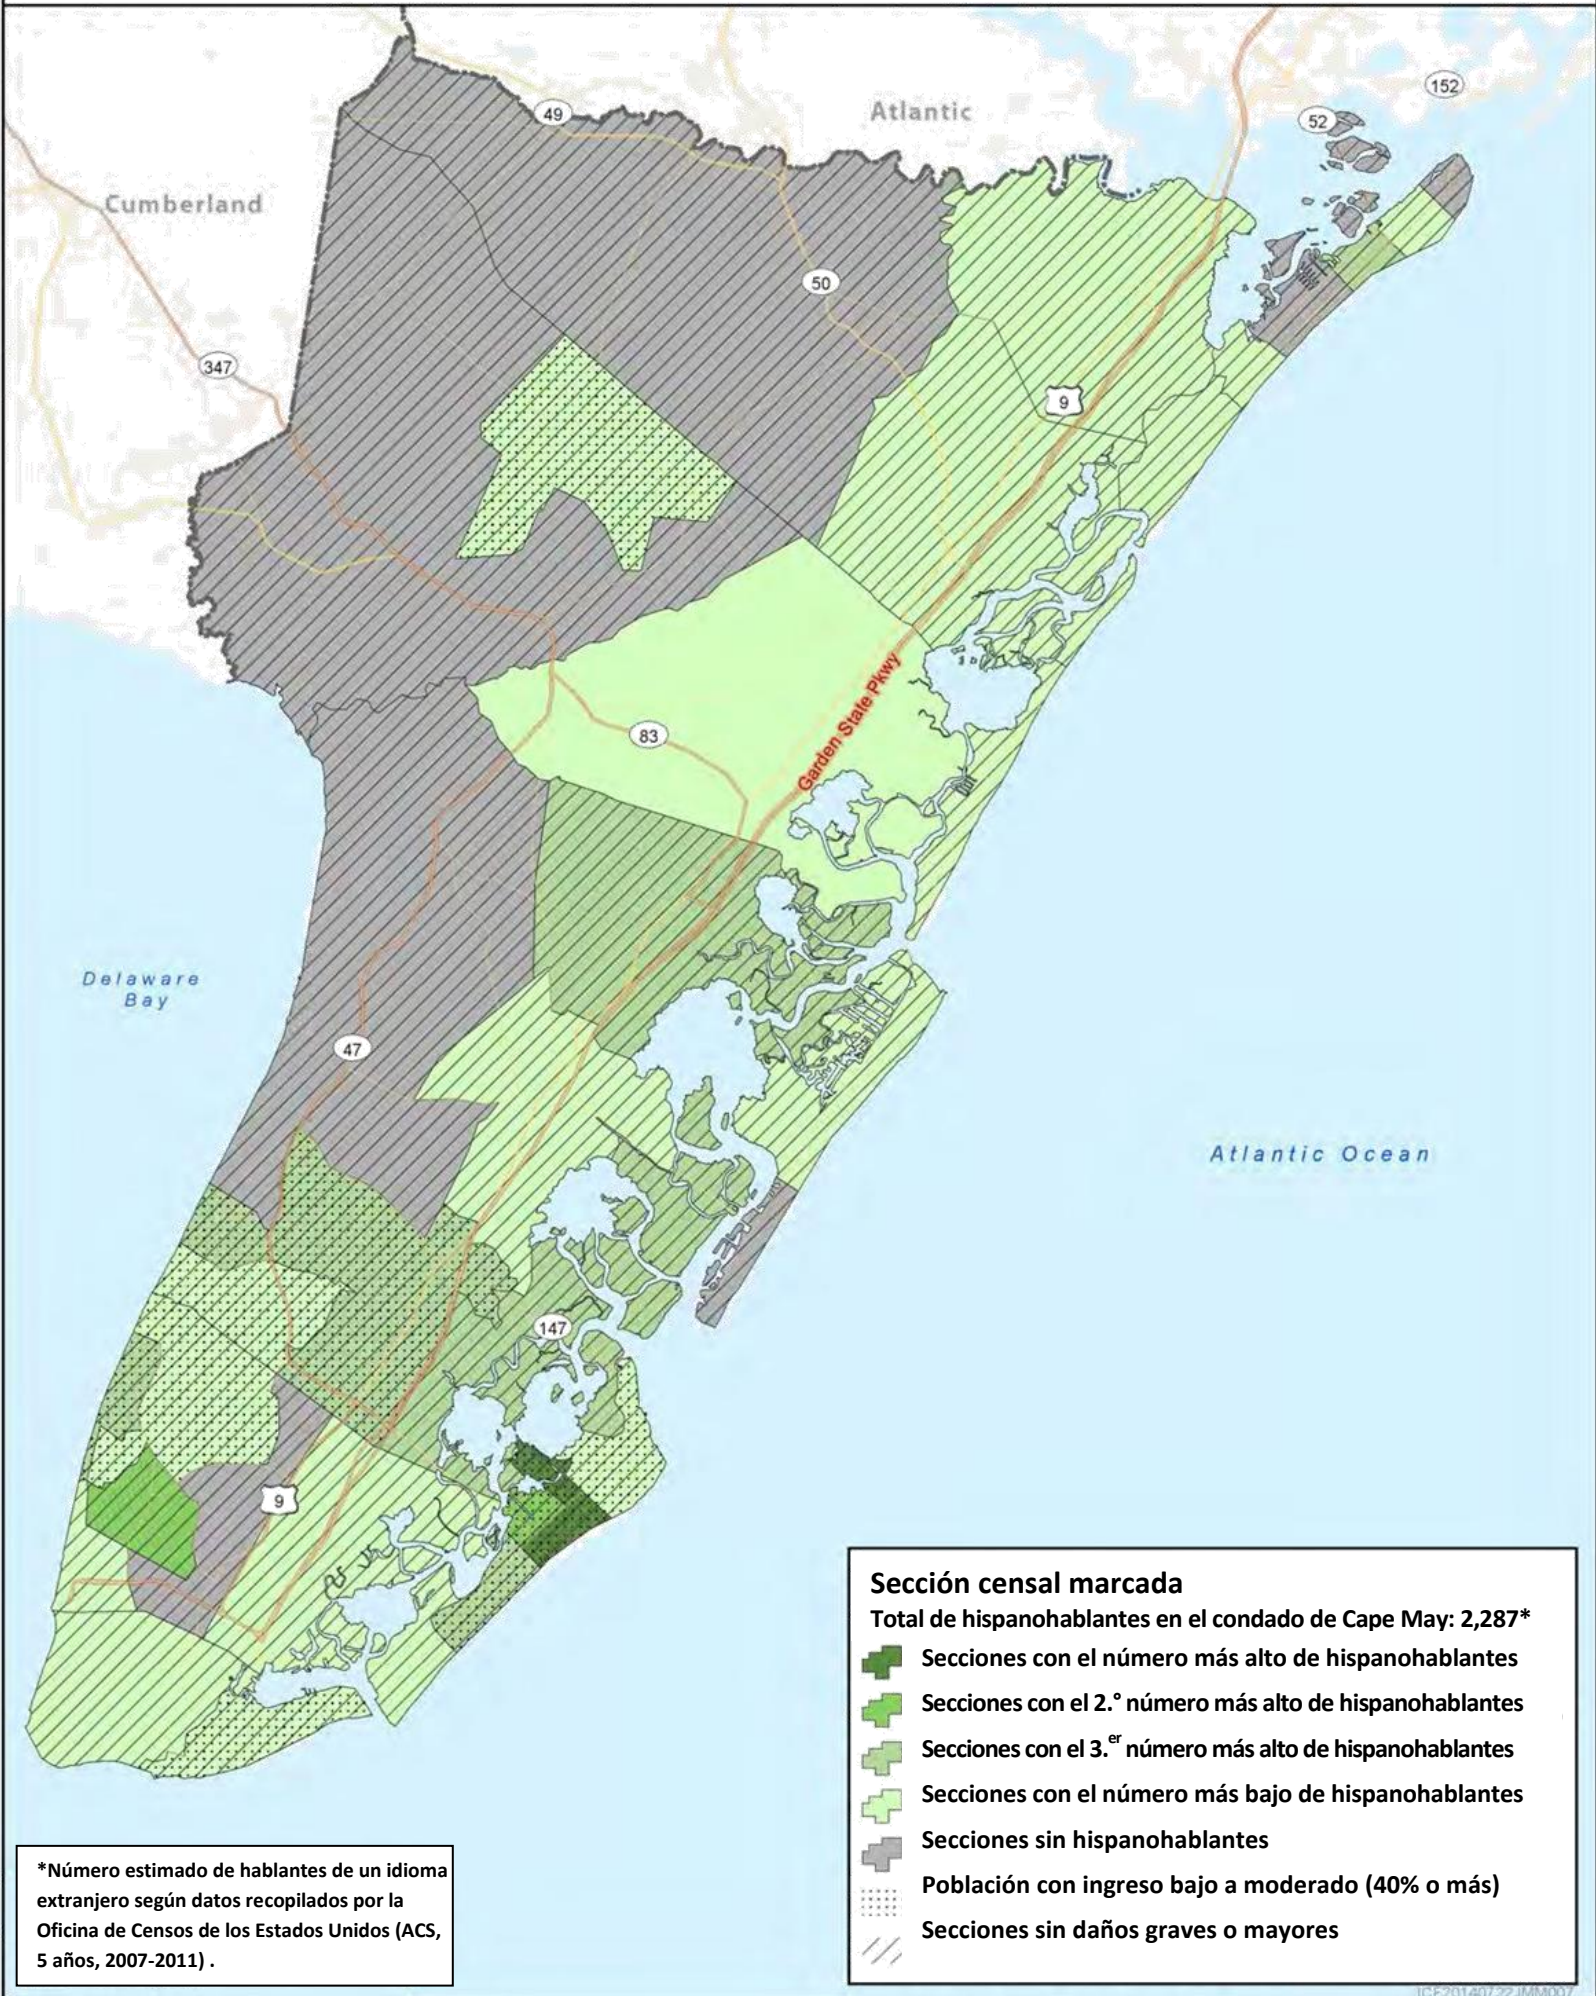 152
Atlantic
52
49
Cumberland
50
347
9
Garden State Pkwy
83
Delaware
Bay
47
Atlantic Ocean
147
9
Sección censal marcada
Total de hispanohablantes en el condado de Cape May: 2,287*
Secciones con el número más alto de hispanohablantes
Secciones con el 2.° número más alto de hispanohablantes
Secciones con el 3.er número más alto de hispanohablantes
Secciones con el número más bajo de hispanohablantes
Secciones sin hispanohablantes
Población con ingreso bajo a moderado (40% o más)
Secciones sin daños graves o mayores
*Número estimado de hablantes de un idioma
extranjero según datos recopilados por la
Oficina de Censos de los Estados Unidos (ACS,
5 años, 2007-2011) .